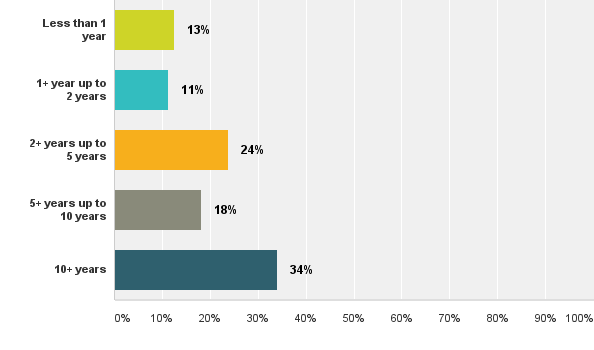 Less than 1
year
13%
1+ year up to
2 years
11%
2+ years up to
5 years
24%
5+ years up to
10 years
18%
10+ years
34%
0% 10% 20% 30% 40% 50% 60% 70% 80% 90% 100%